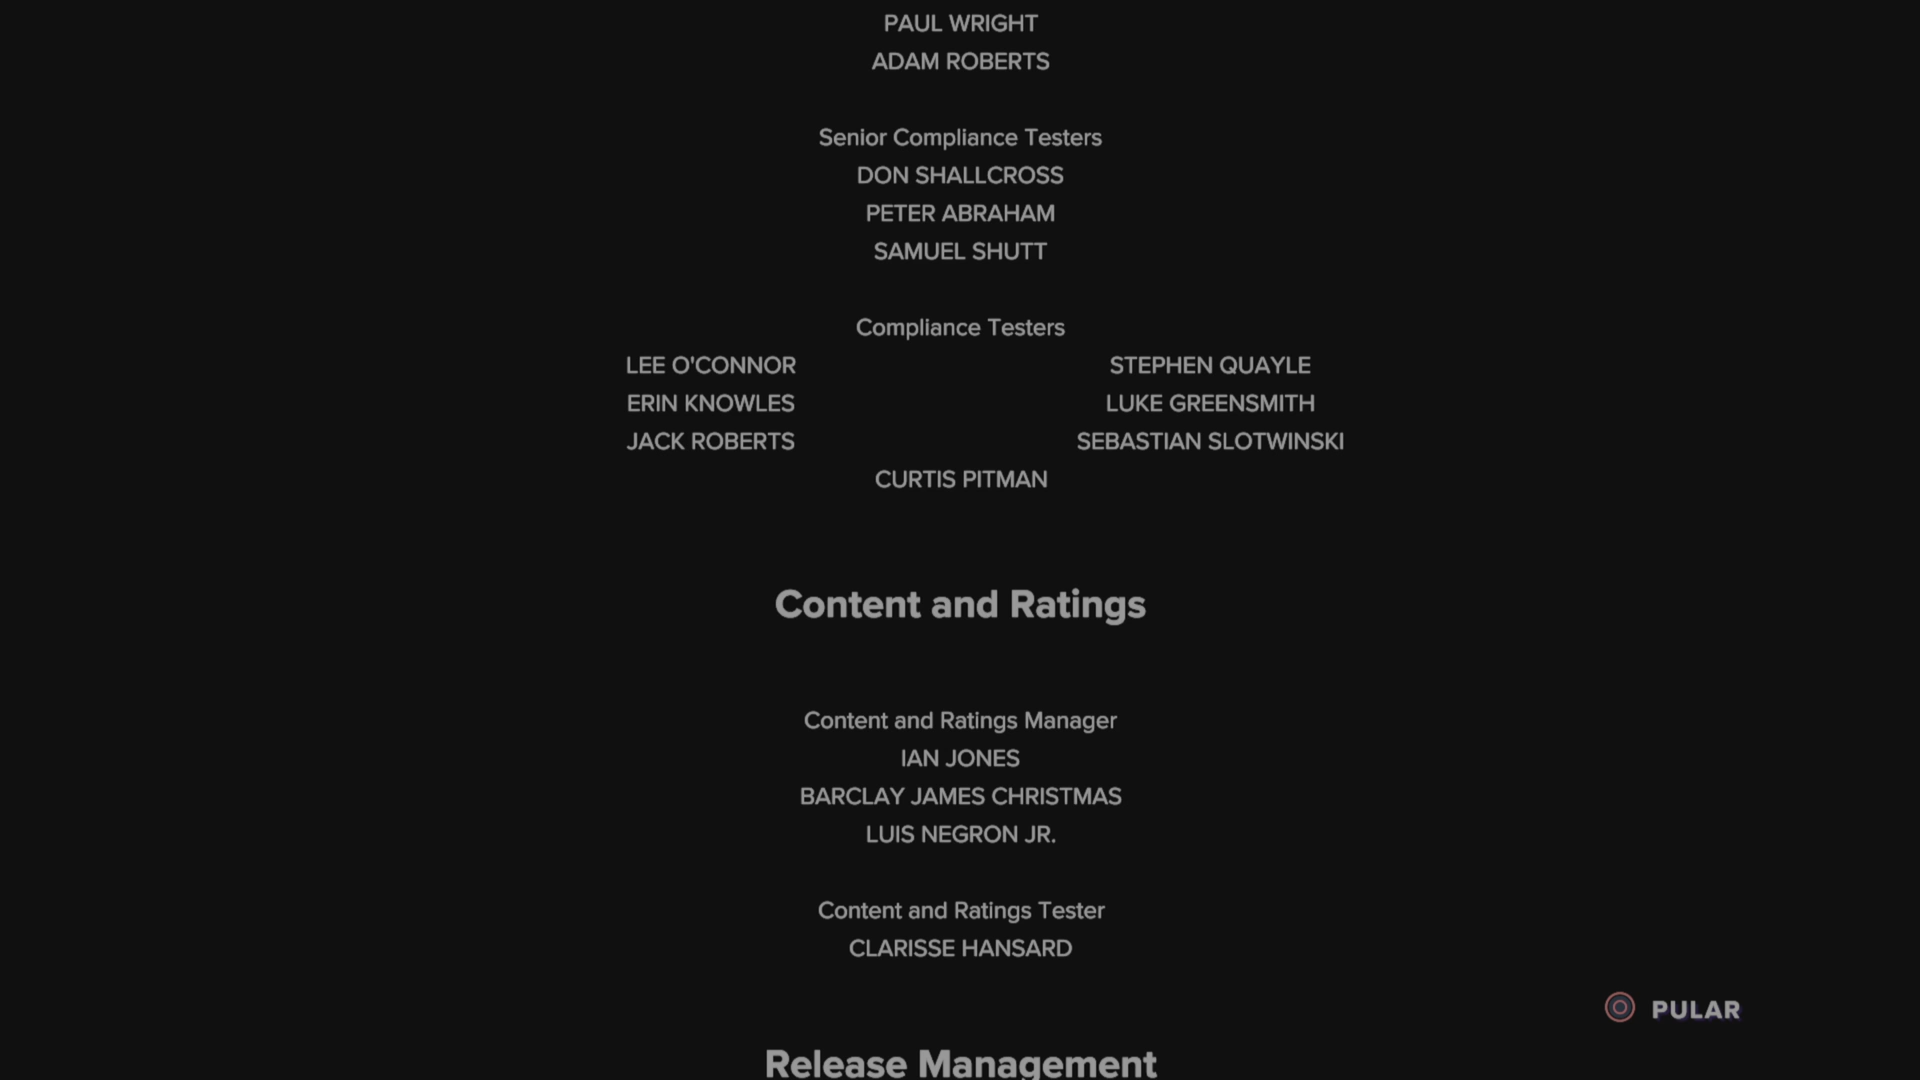 PAUL WRIGHT
ADAM ROBERTS
Senior Compliance Testers
DON SHALLCROSS
PETER ABRAHAM
SAMUEL SHUTT
Compliance Testers
LEE O'CONNOR STEPHEN QUAYLE
ERIN KNOWLES LUKE GREENSMITH
JACK ROBERTS SEBASTIAN SLOTWINSKI
CURTIS PITMAN
Content and Ratings
Content and Ratings Manager
IAN JONES
BARCLAY JAMES CHRISTMAS
LUIS NEGRON JR.
Content and Ratings Tester
CLARISSE HANSARD
PULAR
Release Management